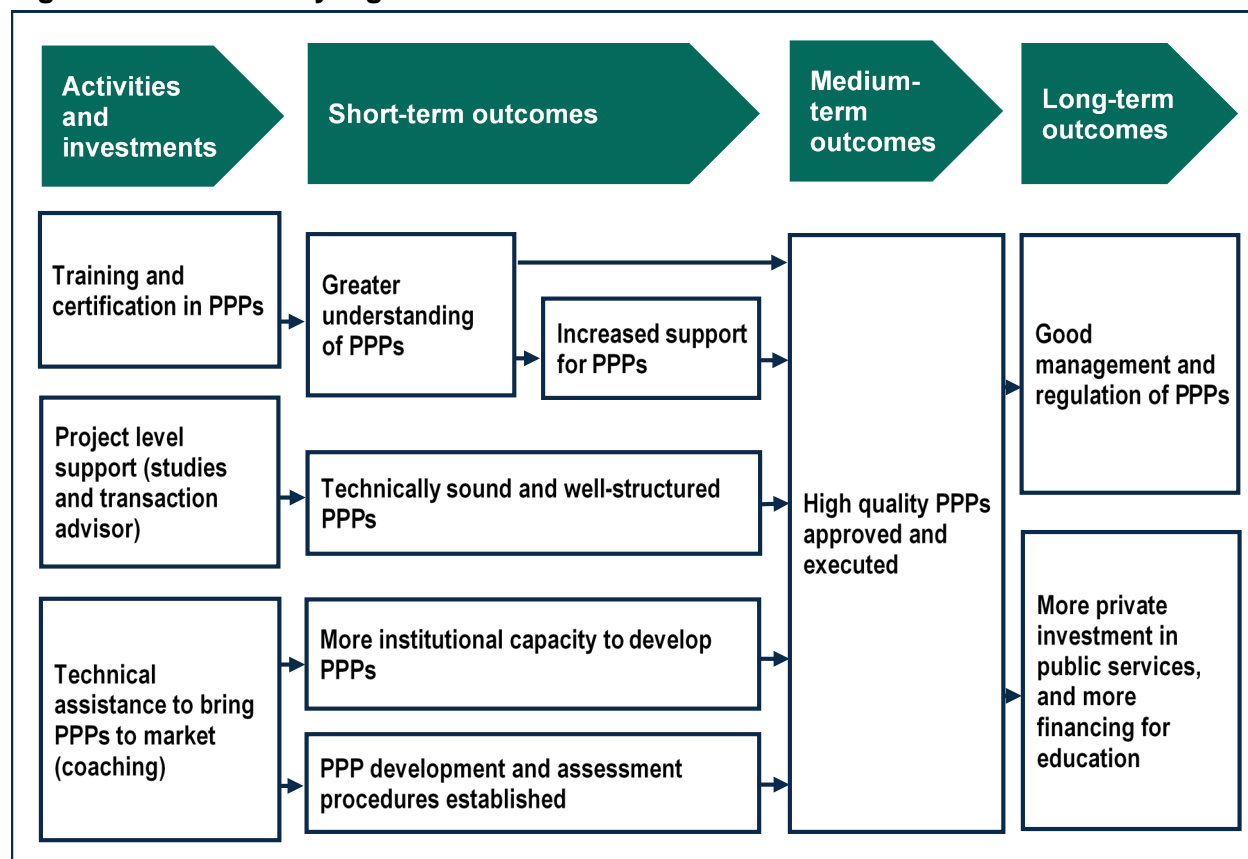 Activities
and
investments
Short-term outcomes
Medium-
term
outcomes
Long-term
outcomes
Training and
certification in PPPs
Greater
understanding
of PPPs
Increased support
for PPPs
Project level
support (studies
and transaction
advisor)
Technically sound and well-structured
PPPs
Technical
assistance to bring
PPPs to market
(coaching)
More institutional capacity to develop
PPPs
PPP development and assessment
procedures established
High quality PPPs
approved and
executed
Good
management and
regulation of PPPs
More private
investment in
public services,
and more
financing for
education